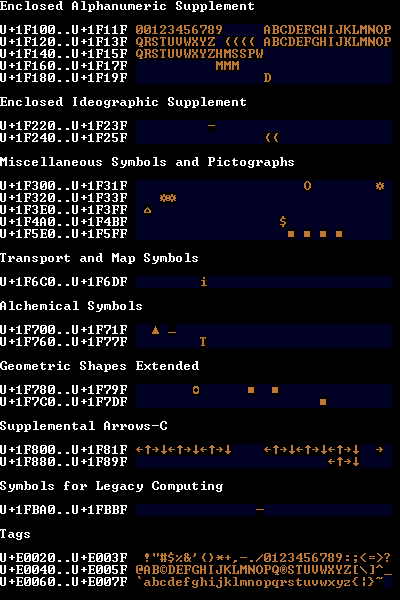 Enclosed Alphanumeric Supplement
U+1F100..U+1F11F 00123456789 ABCDEFGHIJKLMNOP
U+1F120..U+1F13F QRSTUVWXYZ (((( ABCDEFGHIJKLMNOP
U+1F140..U+1F15F QRSTUVWXYZHMSSPW
U+1F160..U+1F17F MMM
U+1F180..U+1F19F D
Enclosed Ideographic Supplement
U+1F220..U+1F23F —
U+1F240..U+1F25F ((
Miscellaneous Symbols and Pictographs
U+1F300..U+1F31F O ☼
U+1F320..U+1F33F ☼☼
U+1F3E0..U+1F3FF ⌂
U+1F4A0..U+1F4BF $
U+1F5E0..U+1F5FF ■ ■ ■ ■
Transport and Map Symbols
U+1F6C0..U+1F6DF i
Alchemical Symbols
U+1F700..U+1F71F ▲ _
U+1F760..U+1F77F T
Geometric Shapes Extended
U+1F780..U+1F79F o ■ ■
U+1F7C0..U+1F7DF ■
Supplemental Arrows-C
U+1F800..U+1F81F ←↑→↓←↑→↓←↑→↓ ←↑→↓←↑→↓←↑→↓ →
U+1F880..U+1F89F ←↑→↓
Symbols for Legacy Computing
U+1FBA0..U+1FBBF —
Tags
U+E0020..U+E003F !"#$%&'()*+,-./0123456789:;<=>?
U+E0040..U+E005F @AB©DEFGHIJKLMNOPQ®STUVWXYZ[\]^_
U+E0060..U+E007F `abcdefghijklmnopqrstuvwxyz{|}~